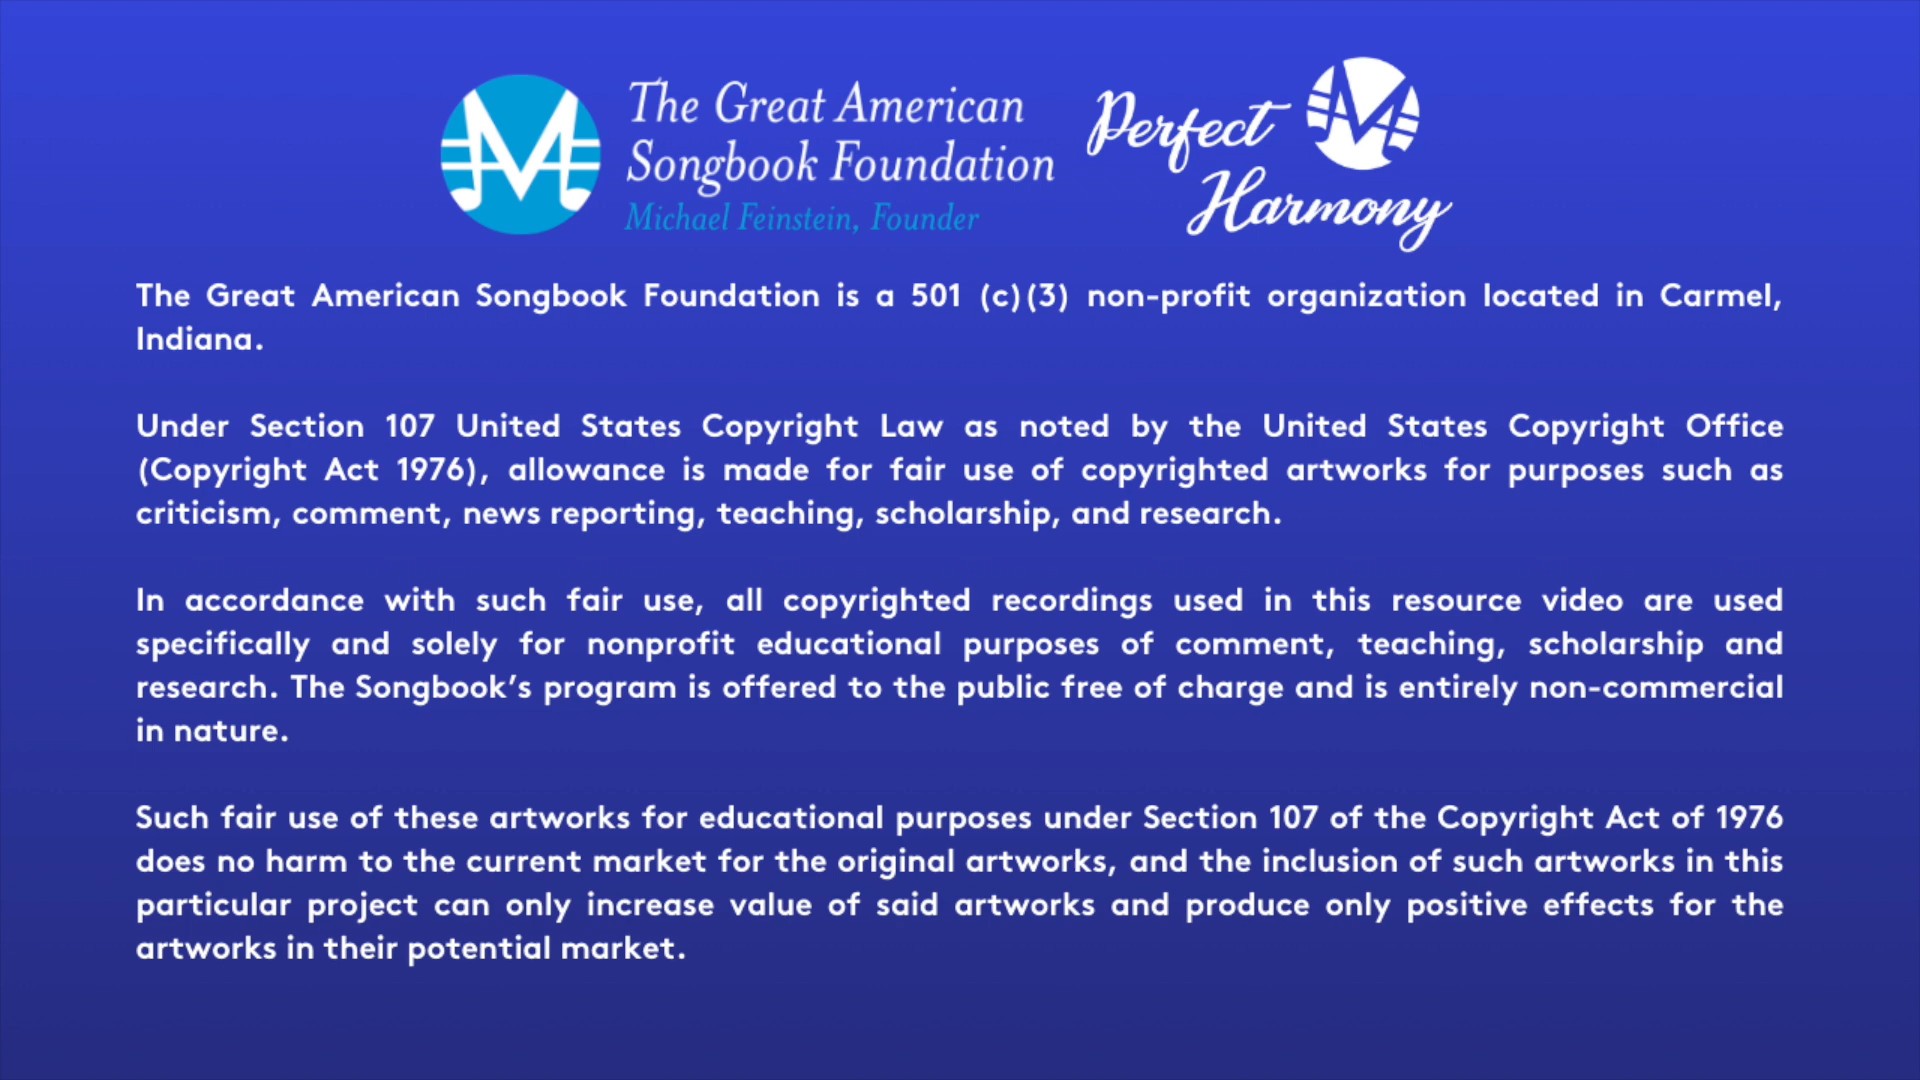 The Great American
Songbook Foundation
Michael Feinstein, Founder
Perfect
Harmony
The Great American Songbook Foundation is a 501 (c)(3) non-profit organization located in Carmel,
Indiana.
Under Section 107 United States Copyright Law as noted by the United States Copyright Office
(Copyright Act 1976), allowance is made for fair use of copyrighted artworks for purposes such as
criticism, comment, news reporting, teaching, scholarship, and research.
In accordance with such fair use, all copyrighted recordings used in this resource video are used
specifically and solely for nonprofit educational purposes of comment, teaching, scholarship and
research. The Songbook’s program is offered to the public free of charge and is entirely non-commercial
in nature.
Such fair use of these artworks for educational purposes under Section 107 of the Copyright Act of 1976
does no harm to the current market for the original artworks, and the inclusion of such artworks in this
particular project can only increase value of said artworks and produce only positive effects for the
artworks in their potential market.